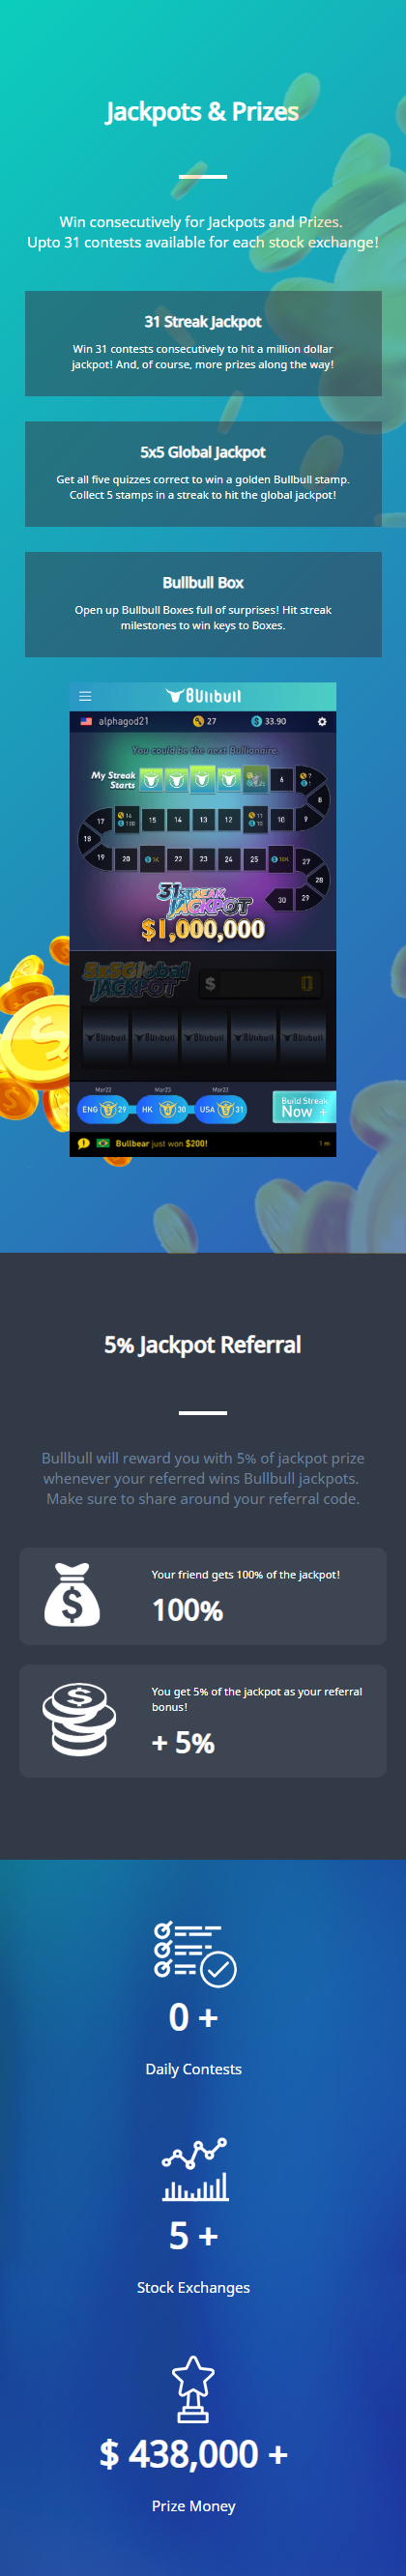 Jackpots & Prizes
Win consecutively for Jackpots and Prizes.
Upto 31 contests available for each stock exchange!
31 Streak Jackpot
Win 31 contests consecutively to hit a million dollar
jackpot! And, of course, more prizes along the way!
5x5 Global Jackpot
Get all five quizzes correct to win a golden Bullbull stamp.
Collect 5 stamps in a streak to hit the global jackpot!
Bullbull Box
Open up Bullbull Boxes full of surprises! Hit streak
milestones to win keys to Boxes.
BUllbull
alphagod21 27 $ 33.90
You could be the next Bullionaire.
My Streak
Starts
6 7
8
17 14 100 15 14 13 12 11 10 10 9
18
19 20 $ 1K 22 23 24 25 $ 10K 27
28
30 29
31 STREAK
JACKPOT
$1,000,000
5x5Global
JACKPOT $ 0
Bullbull Bullbull Bullbull Bullbull Bullbull
Mar22 Mar23 Mar23
ENG 29 HK 30 USA 31
Build Streak
Now +
Bullbear just won $200! 1 m
5% Jackpot Referral
Bullbull will reward you with 5% of jackpot prize
whenever your referred wins Bullbull jackpots.
Make sure to share around your referral code.
Your friend gets 100% of the jackpot!
100%
You get 5% of the jackpot as your referral
bonus!
+ 5%
0 +
Daily Contests
5 +
Stock Exchanges
$ 438,000 +
Prize Money